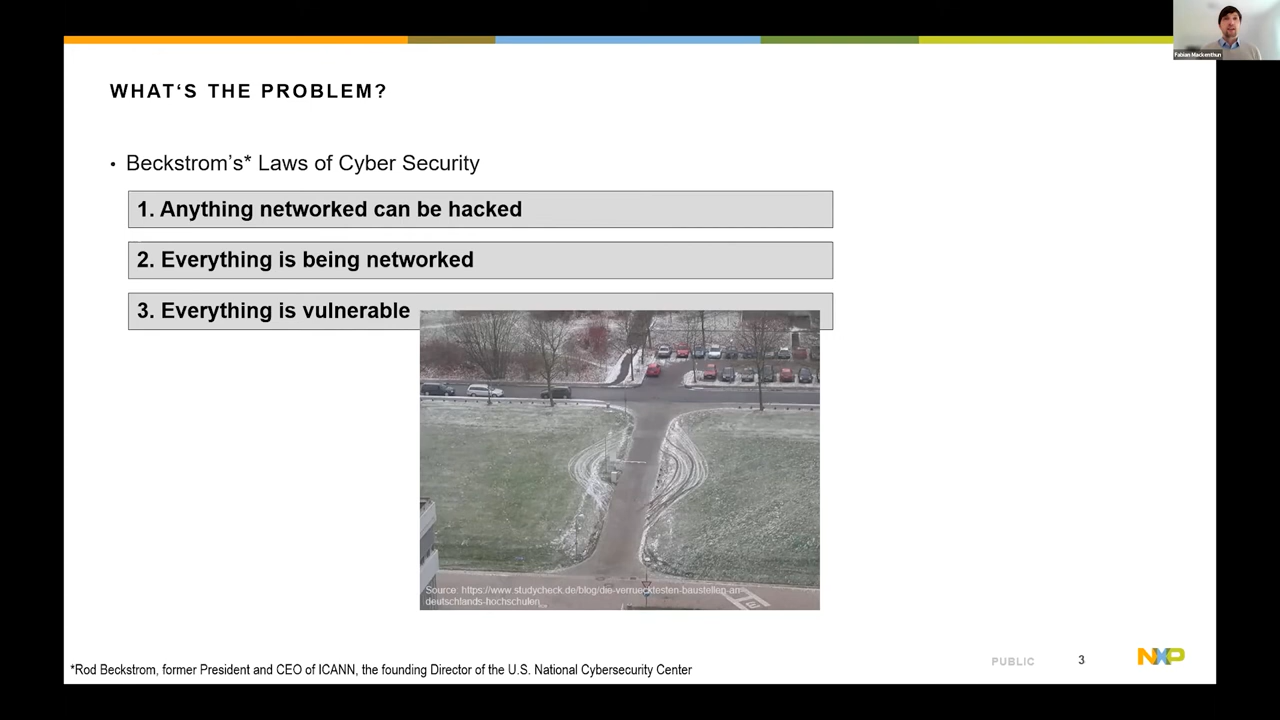 Fabian Mackenthun
WHAT‘S THE PROBLEM?
• Beckstrom’s* Laws of Cyber Security
1. Anything networked can be hacked
2. Everything is being networked
3. Everything is vulnerable
Source: https://www.studycheck.de/blog/die-verruecktesten-baustellen-an-
deutschlands-hochschulen
*Rod Beckstrom, former President and CEO of ICANN, the founding Director of the U.S. National Cybersecurity Center
PUBLIC
3
NXP